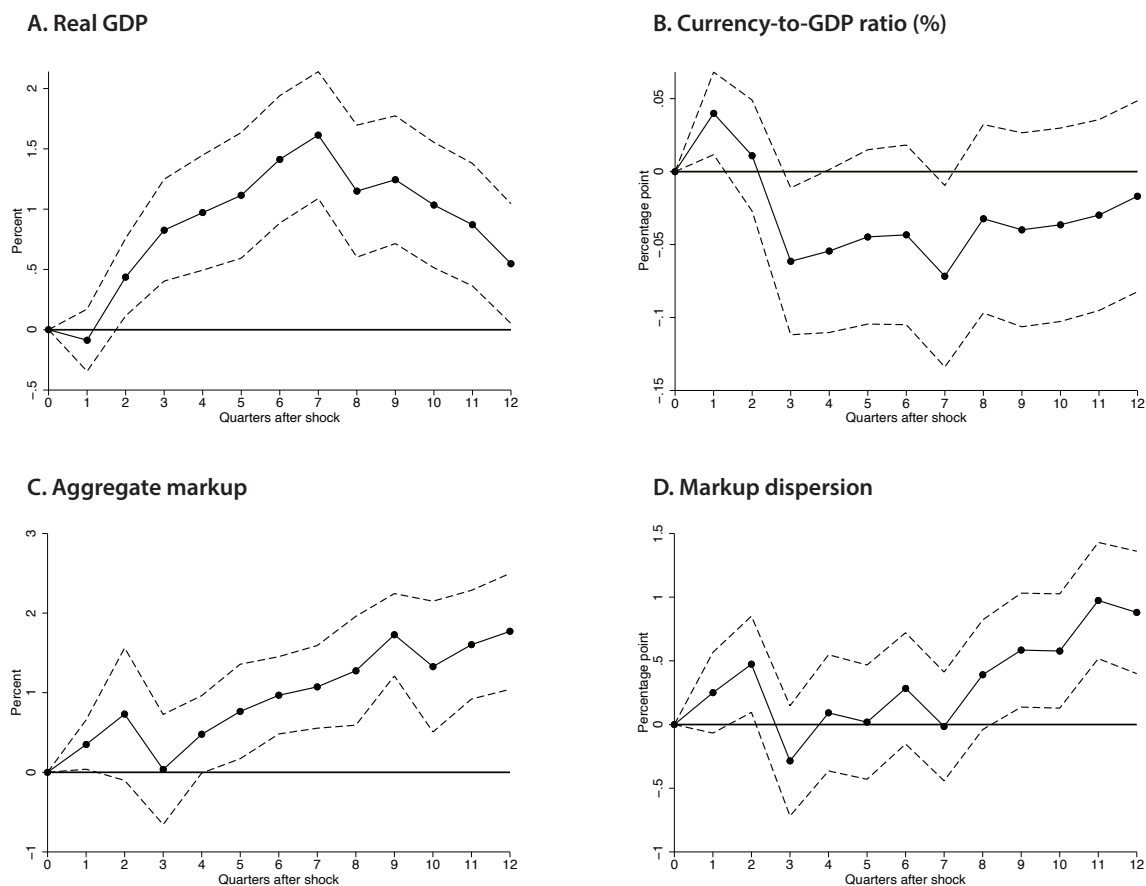 A. Real GDP
Percent
2
1.5
1
.5
0
-.5
0 1 2 3 4 5 6 7 8 9 10 11 12
Quarters after shock
B. Currency-to-GDP ratio (%)
Percentage point
.05
0
-.05
-.1
-.15
0 1 2 3 4 5 6 7 8 9 10 11 12
Quarters after shock
C. Aggregate markup
Percent
3
2
1
0
-1
0 1 2 3 4 5 6 7 8 9 10 11 12
Quarters after shock
D. Markup dispersion
Percentage point
1.5
1
.5
0
-.5
-1
0 1 2 3 4 5 6 7 8 9 10 11 12
Quarters after shock